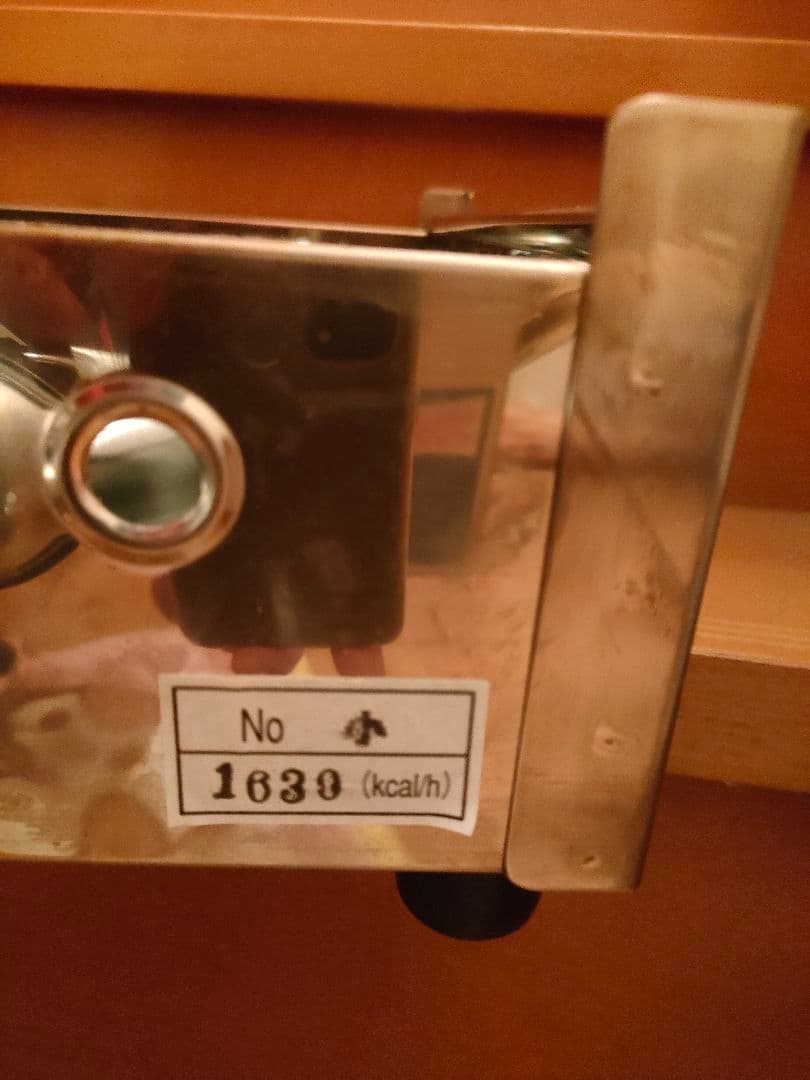 No 小
1630 (kcal/h)